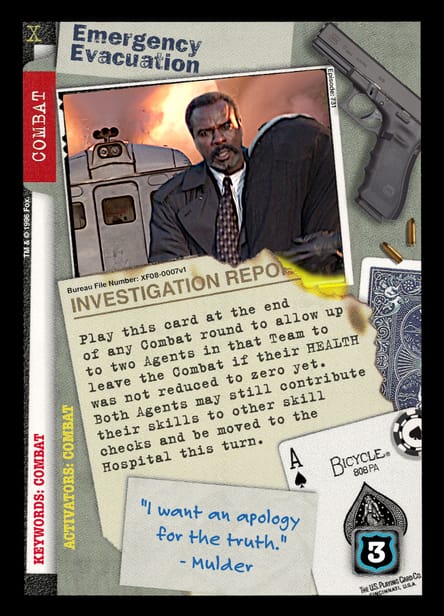 X
Emergency
Evacuation
COMBAT
Episode: 731
TM & © 1996 Fox.
Bureau File Number: XF08-0007v1
INVESTIGATION REPO
Play this card at the end
of any Combat round to allow up
to two Agents in that Team to
leave the Combat if their HEALTH
was not reduced to zero yet.
Both Agents may still contribute
their skills to other skill
checks and be moved to the
Hospital this turn.
KEYWORDS: COMBAT
ACTIVATORS: COMBAT
"I want an apology
for the truth."
- Mulder
A
BICYCLE®
808 PA
3
THE U.S. PLAYING CARD CO.
CINCINNATI, U.S.A.